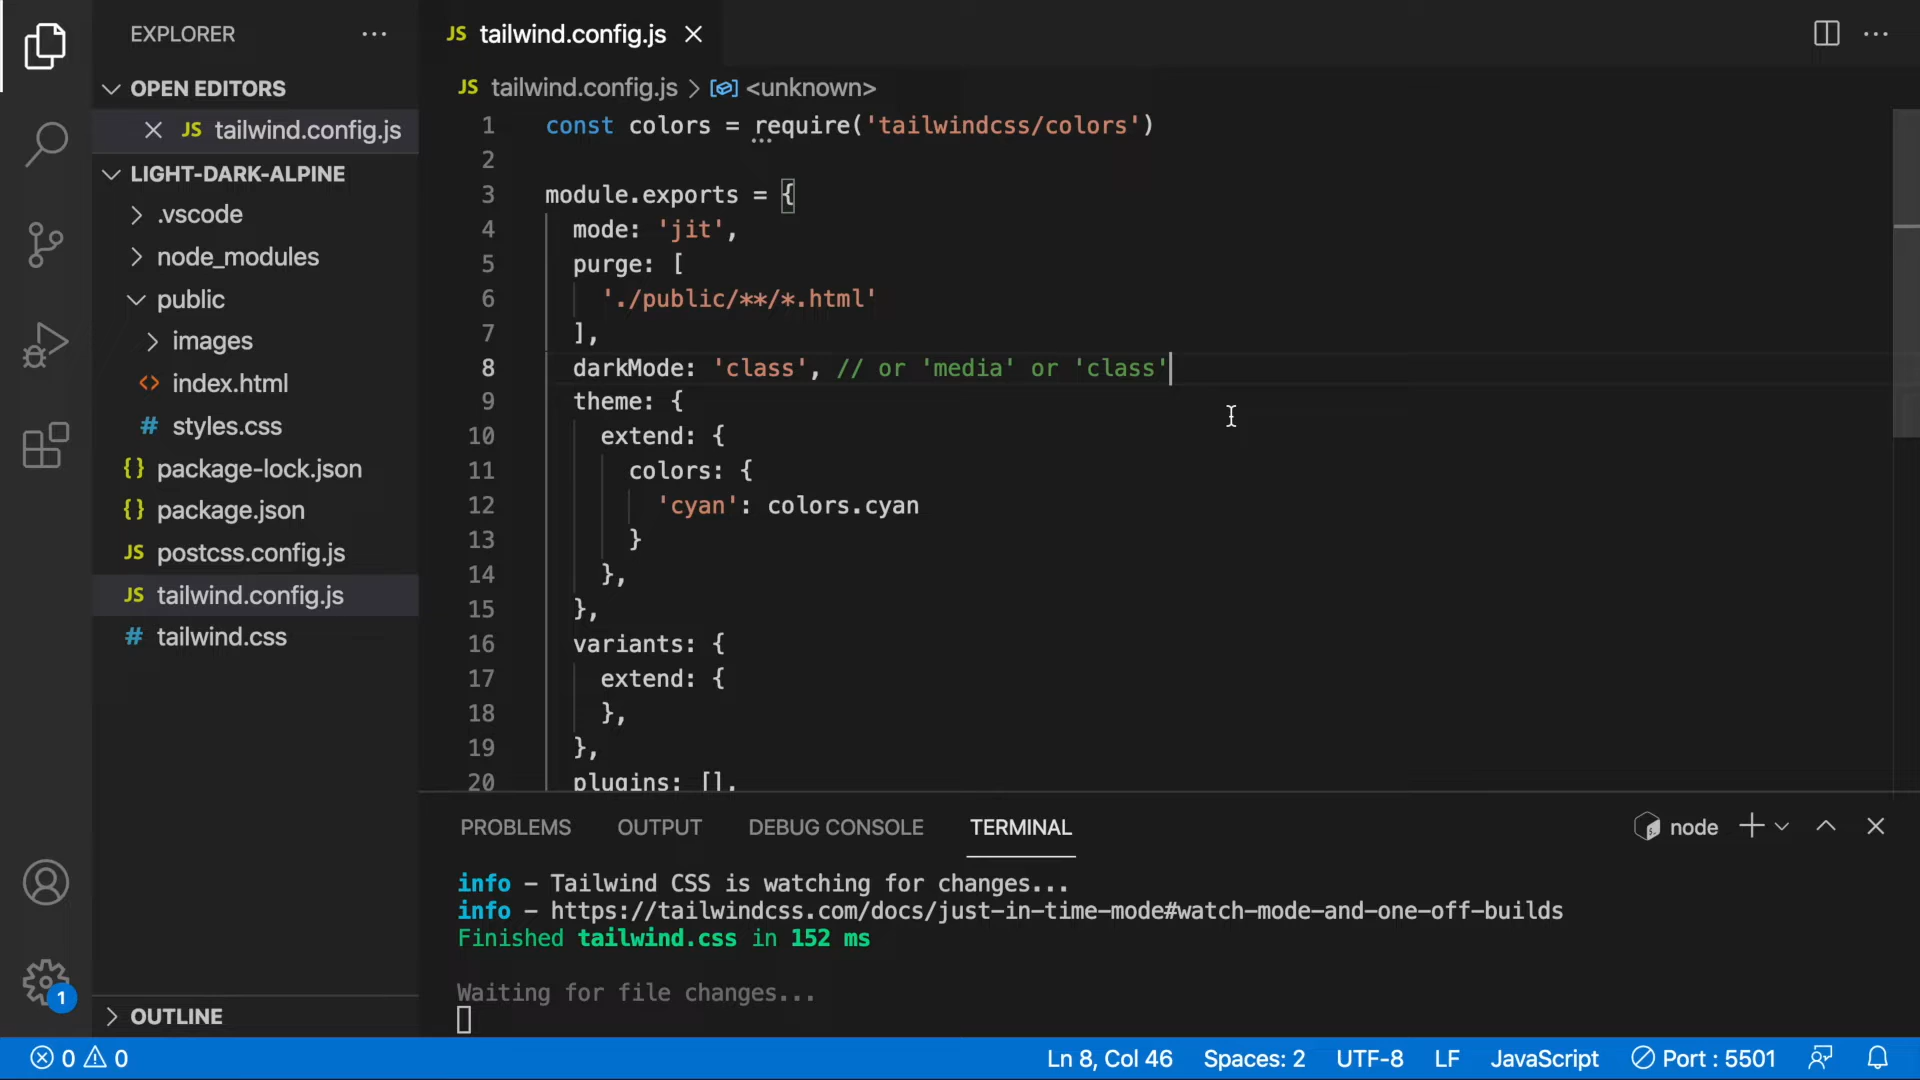 EXPLORER
OPEN EDITORS
JS tailwind.config.js
LIGHT-DARK-ALPINE
.vscode
node_modules
public
images
<> index.html
# styles.css
{} package-lock.json
{} package.json
JS postcss.config.js
JS tailwind.config.js
# tailwind.css
OUTLINE
JS tailwind.config.js
JS tailwind.config.js > <unknown>
1 const colors = require('tailwindcss/colors')
2
3 module.exports = {
4 mode: 'jit',
5 purge: [
6 './public/**/*.html'
7 ],
8 darkMode: 'class', // or 'media' or 'class'
9 theme: {
10 extend: {
11 colors: {
12 'cyan': colors.cyan
13 }
14 },
15 },
16 variants: {
17 extend: {
18 },
19 },
20 plugins: [],
PROBLEMS OUTPUT DEBUG CONSOLE TERMINAL node
info – Tailwind CSS is watching for changes...
info – https://tailwindcss.com/docs/just-in-time-mode#watch-mode-and-one-off-builds
Finished tailwind.css in 152 ms
Waiting for file changes...
1
0 0 Ln 8, Col 46 Spaces: 2 UTF-8 LF JavaScript Port : 5501